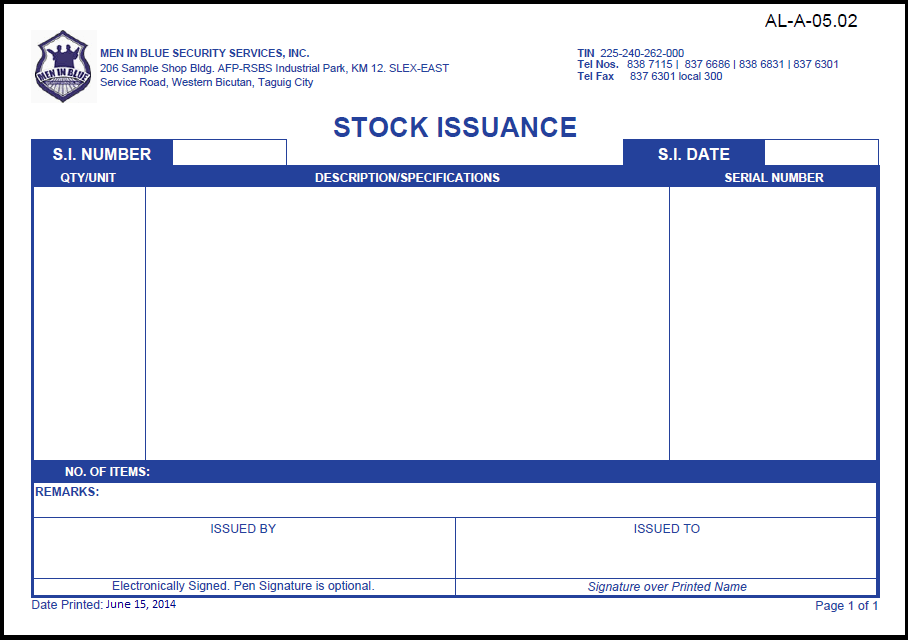 AL-A-05.02
MEN IN BLUE
MEN IN BLUE SECURITY SERVICES, INC.
206 Sample Shop Bldg. AFP-RSBS Industrial Park, KM 12. SLEX-EAST
Service Road, Western Bicutan, Taguig City
TIN 225-240-262-000
Tel Nos. 838 7115 | 837 6686 | 838 6831 | 837 6301
Tel Fax 837 6301 local 300
STOCK ISSUANCE
S.I. NUMBER S.I. DATE
QTY/UNIT DESCRIPTION/SPECIFICATIONS SERIAL NUMBER
NO. OF ITEMS:
REMARKS:
ISSUED BY ISSUED TO
Electronically Signed. Pen Signature is optional. Signature over Printed Name
Date Printed: June 15, 2014 Page 1 of 1